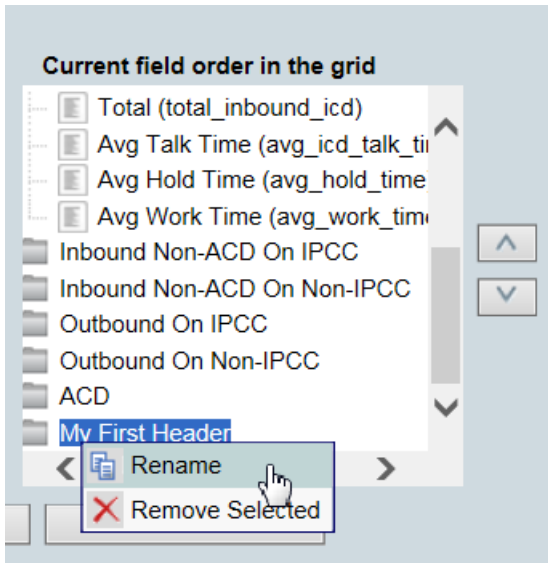 Current field order in the grid
Total (total_inbound_icd)
Avg Talk Time (avg_icd_talk_ti
Avg Hold Time (avg_hold_time
Avg Work Time (avg_work_time
Inbound Non-ACD On IPCC
Inbound Non-ACD On Non-IPCC
Outbound On IPCC
Outbound On Non-IPCC
ACD
My First Header
Rename
Remove Selected